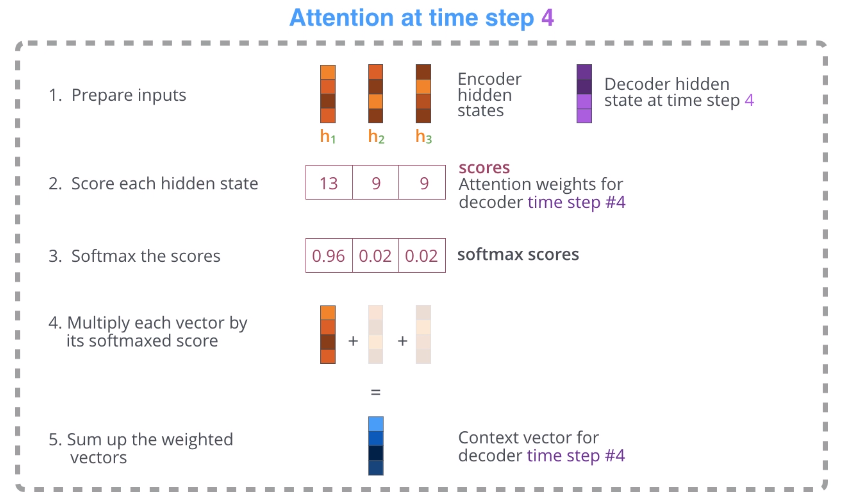 Attention at time step 4
1. Prepare inputs
h1
h2
h3
Encoder
hidden
states
Decoder hidden
state at time step 4
2. Score each hidden state
13 9 9
scores
Attention weights for
decoder time step #4
3. Softmax the scores
0.96 0.02 0.02
softmax scores
4. Multiply each vector by
its softmaxed score
+ +
=
5. Sum up the weighted
vectors
Context vector for
decoder time step #4